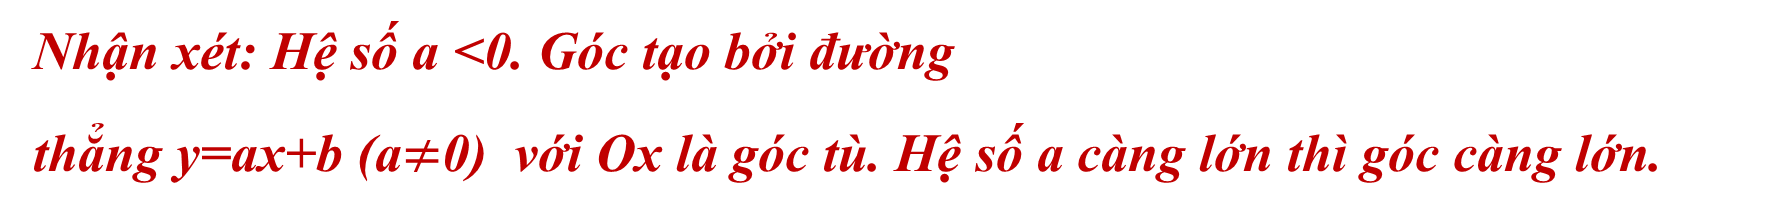 Nhận xét: Hệ số a <0. Góc tạo bởi đường
thẳng y=ax+b (a≠0) với Ox là góc tù. Hệ số a càng lớn thì góc càng lớn.